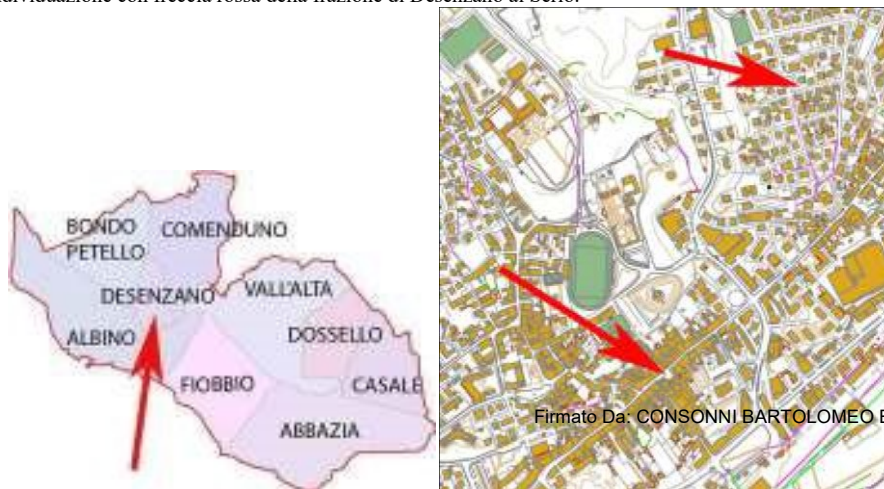 dividuazione con freccia rossa della frazione di Desenzano al Serio.
BONDO
PETELLO
COMENDUNO
DESENZANO
VALL'ALTA
ALBINO
DOSSELLO
FIOBBIO
CASALE
ABBAZIA
Firmato Da: CONSONNI BARTOLOMEO E